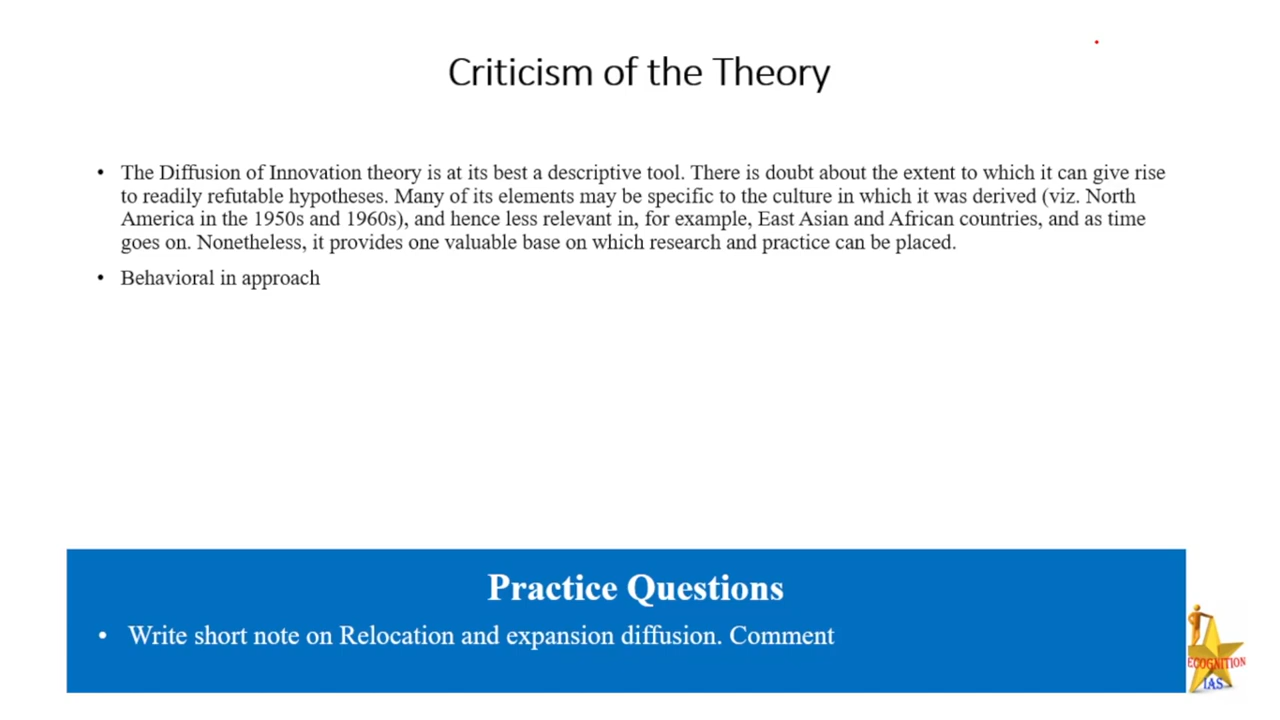 Criticism of the Theory
• The Diffusion of Innovation theory is at its best a descriptive tool. There is doubt about the extent to which it can give rise
to readily refutable hypotheses. Many of its elements may be specific to the culture in which it was derived (viz. North
America in the 1950s and 1960s), and hence less relevant in, for example, East Asian and African countries, and as time
goes on. Nonetheless, it provides one valuable base on which research and practice can be placed.
• Behavioral in approach
Practice Questions
• Write short note on Relocation and expansion diffusion. Comment
ECOGNITION
IAS